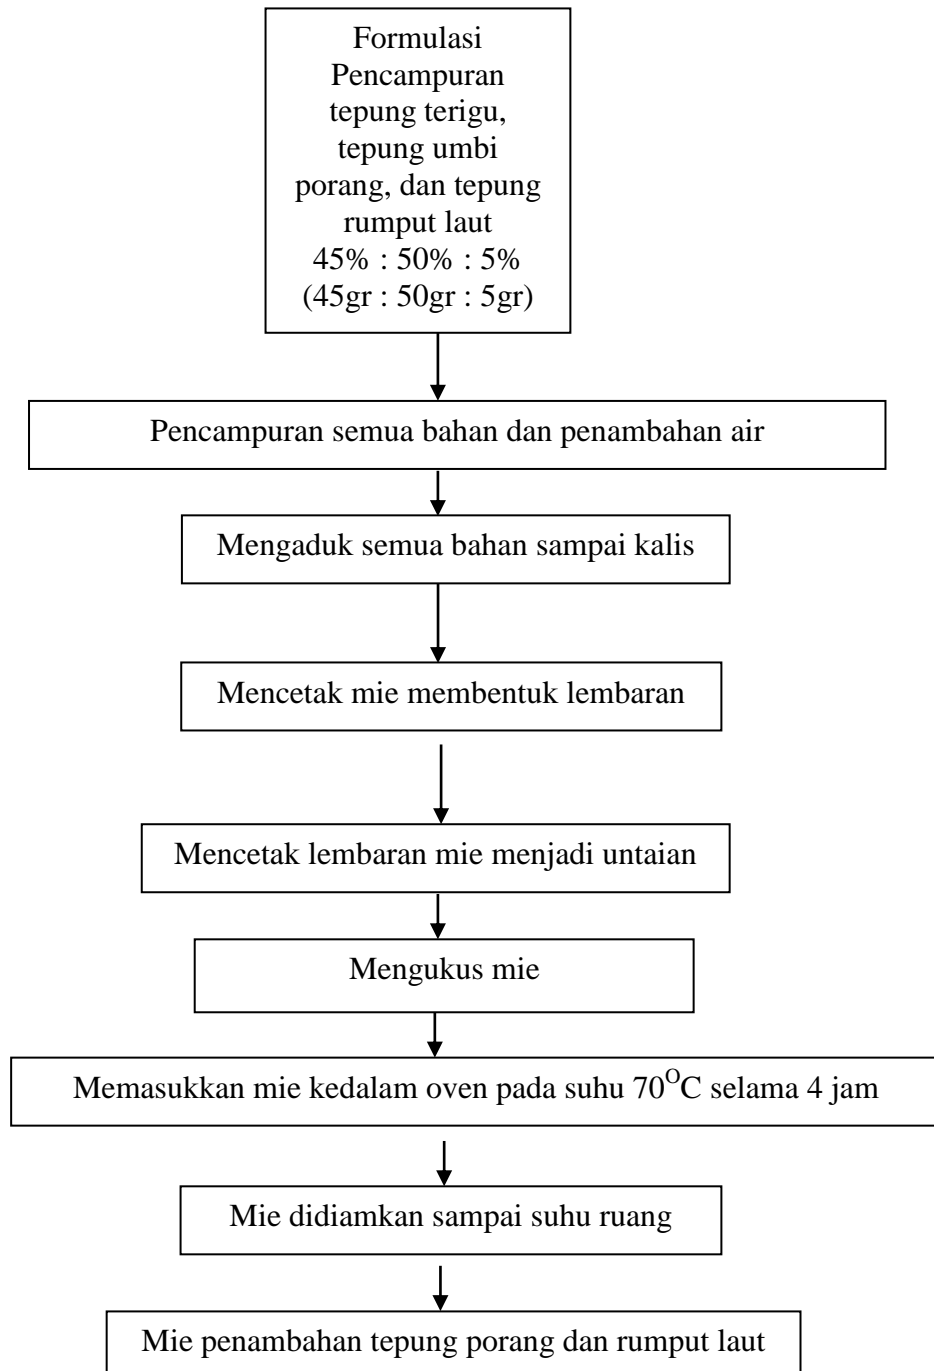 Formulasi
Pencampuran
tepung terigu,
tepung umbi
porang, dan tepung
rumput laut
45% : 50% : 5%
(45gr : 50gr : 5gr)
Pencampuran semua bahan dan penambahan air
Mengaduk semua bahan sampai kalis
Mencetak mie membentuk lembaran
Mencetak lembaran mie menjadi untaian
Mengukus mie
Memasukkan mie kedalam oven pada suhu 70^OC selama 4 jam
Mie didiamkan sampai suhu ruang
Mie penambahan tepung porang dan rumput laut